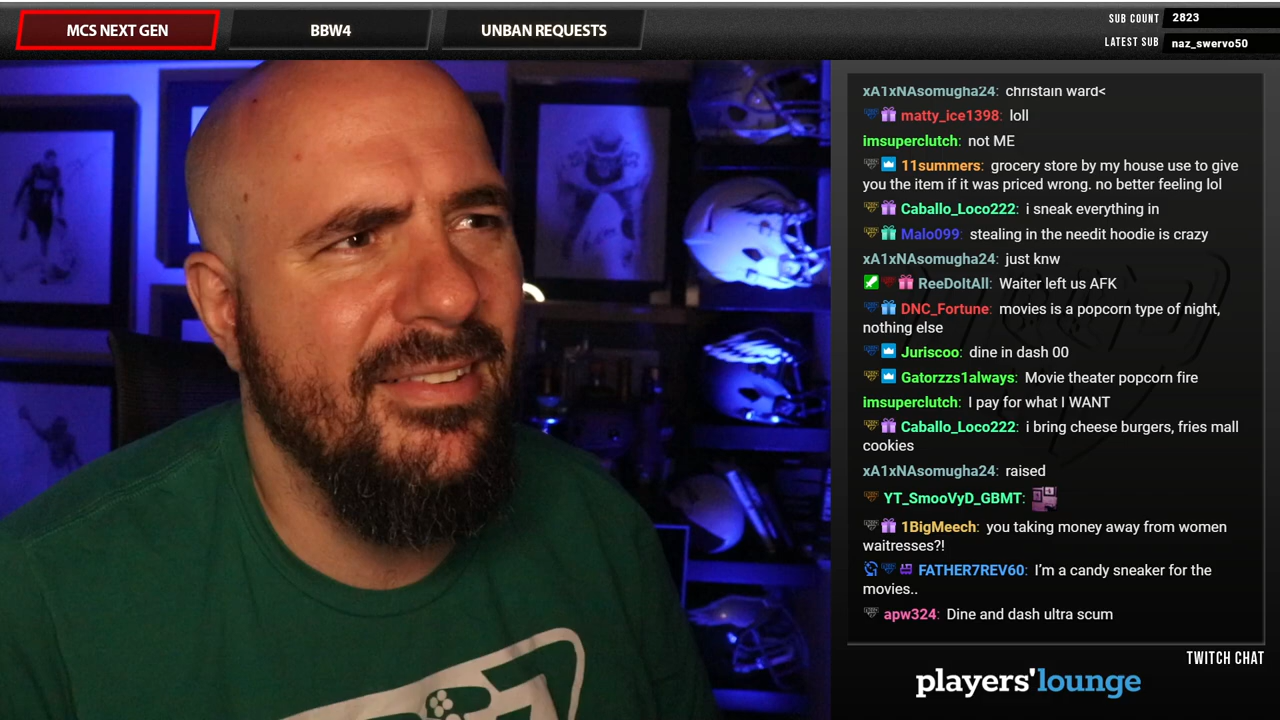 MCS NEXT GEN
BBW4
UNBAN REQUESTS
SUB COUNT 2823
LATEST SUB naz_swervo50
xA1xNAsomugha24: christain ward<
matty_ice1398: loll
imsuperclutch: not ME
11summers: grocery store by my house use to give
you the item if it was priced wrong. no better feeling lol
Caballo_Loco222: i sneak everything in
Malo099: stealing in the needit hoodie is crazy
xA1xNAsomugha24: just knw
ReeDoItAll: Waiter left us AFK
DNC_Fortune: movies is a popcorn type of night,
nothing else
Juriscoo: dine in dash 00
Gatorzzs1always: Movie theater popcorn fire
imsuperclutch: I pay for what I WANT
Caballo_Loco222: i bring cheese burgers, fries mall
cookies
xA1xNAsomugha24: raised
YT_SmooVyD_GBMT:
1BigMeech: you taking money away from women
waitresses?!
FATHER7REV60: I'm a candy sneaker for the
movies..
apw324: Dine and dash ultra scum
TWITCH CHAT
players'lounge